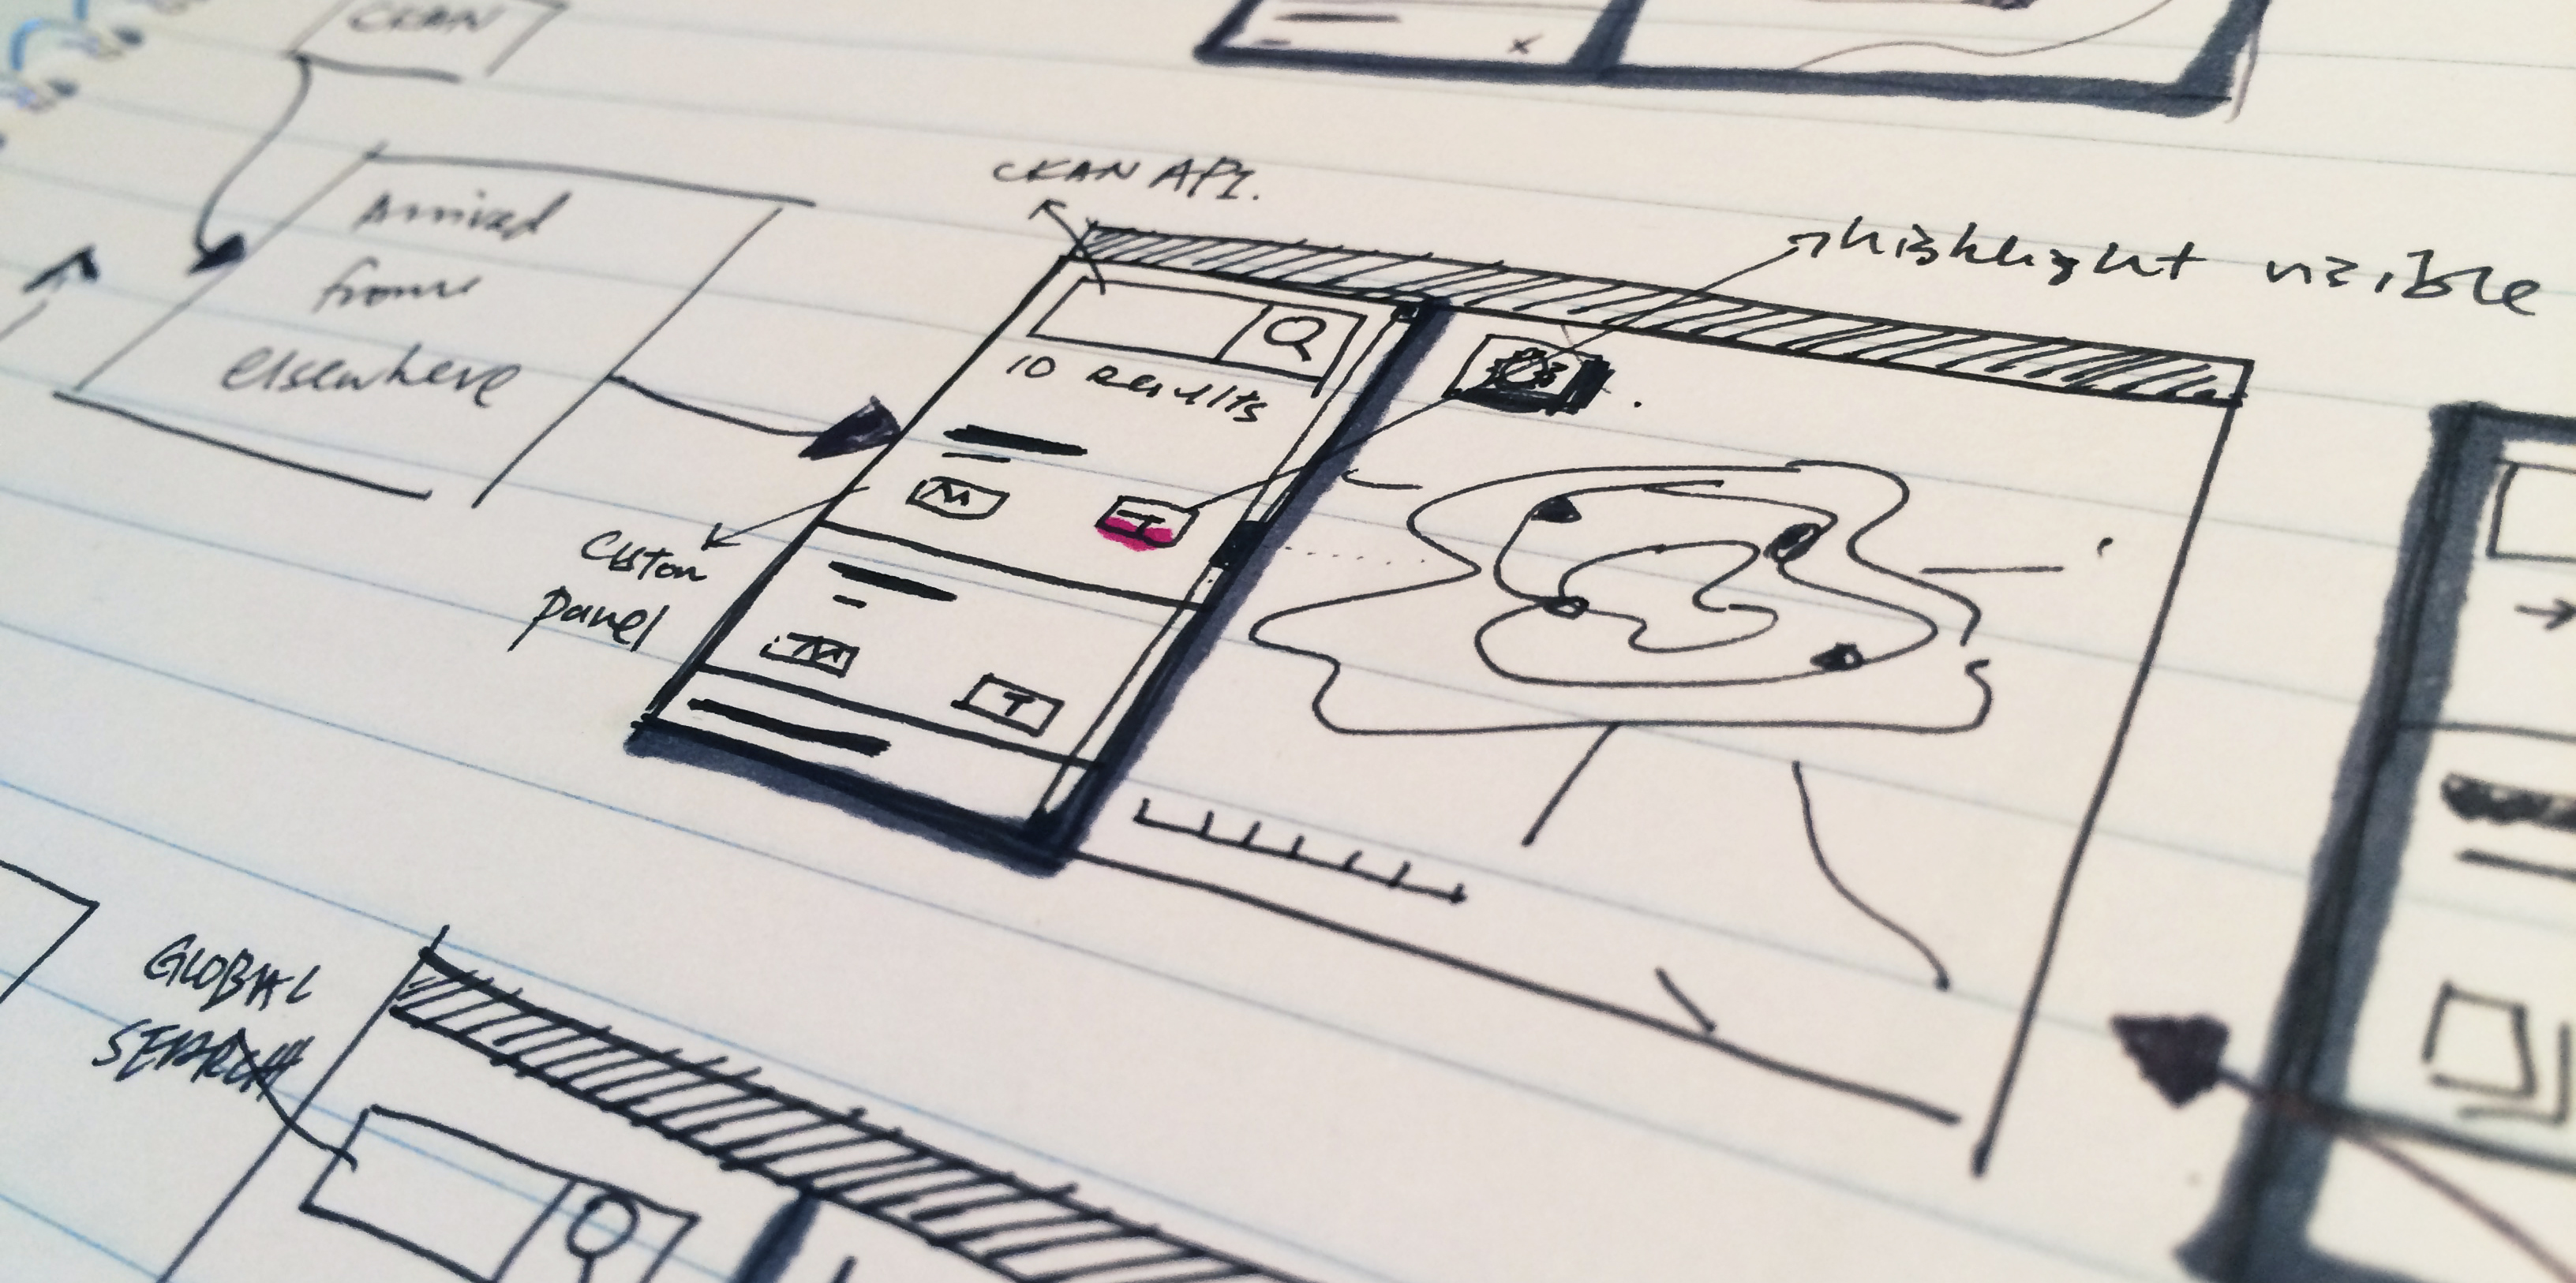 CKAN
CKAN API.
Arrived
from
elsewhere
highlight visible
10 Results
M
T
Custom
panel
M
T
GLOBAL
SEARCH